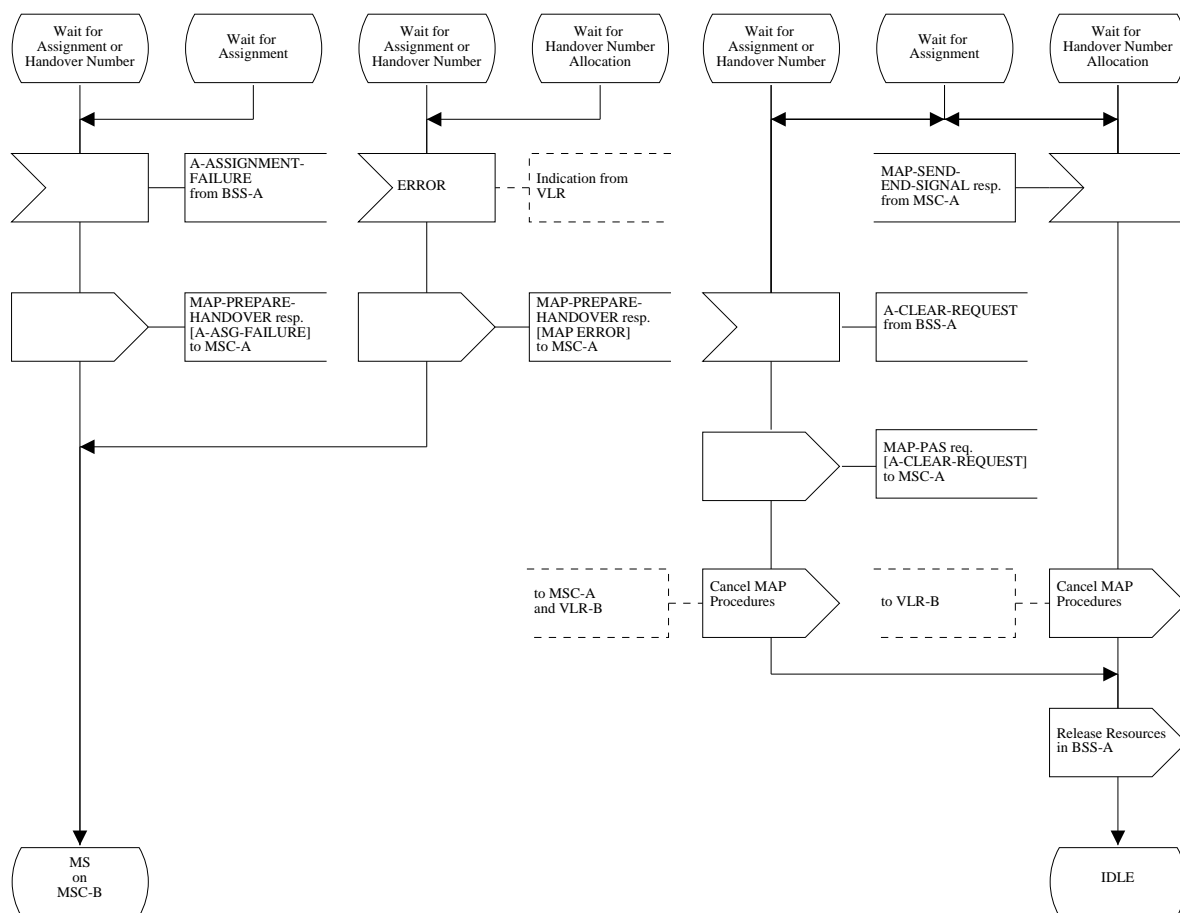 Wait for
Assignment or
Handover Number
Wait for
Assignment
Wait for
Assignment or
Handover Number
Wait for
Handover Number
Allocation
Wait for
Assignment or
Handover Number
Wait for
Assignment
Wait for
Handover Number
Allocation
A-ASSIGNMENT-
FAILURE
from BSS-A
ERROR
Indication from
VLR
MAP-SEND-
END-SIGNAL resp.
from MSC-A
MAP-PREPARE-
HANDOVER resp.
[A-ASG-FAILURE]
to MSC-A
MAP-PREPARE-
HANDOVER resp.
[MAP ERROR]
to MSC-A
A-CLEAR-REQUEST
from BSS-A
MAP-PAS req.
[A-CLEAR-REQUEST]
to MSC-A
to MSC-A
and VLR-B
Cancel MAP
Procedures
to VLR-B
Cancel MAP
Procedures
Release Resources
in BSS-A
MS
on
MSC-B
IDLE